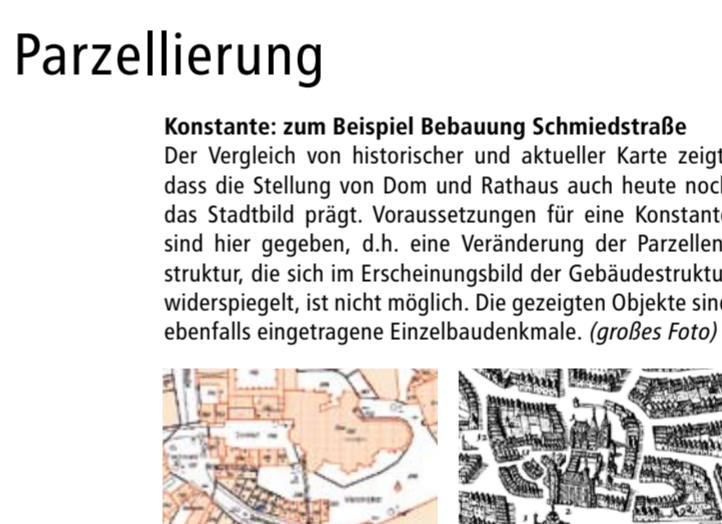 Parzellierung
Konstante: zum Beispiel Bebauung Schmiedstraße
Der Vergleich von historischer und aktueller Karte zeigt
dass die Stellung von Dom und Rathaus auch heute noch
das Stadtbild prägt. Voraussetzungen für eine Konstante
sind hier gegeben, d.h. eine Veränderung der Parzellen
struktur, die sich im Erscheinungsbild der Gebäudestruktu
widerspiegelt, ist nicht möglich. Die gezeigten Objekte sind
ebenfalls eingetragene Einzelbaudenkmale. (großes Foto)